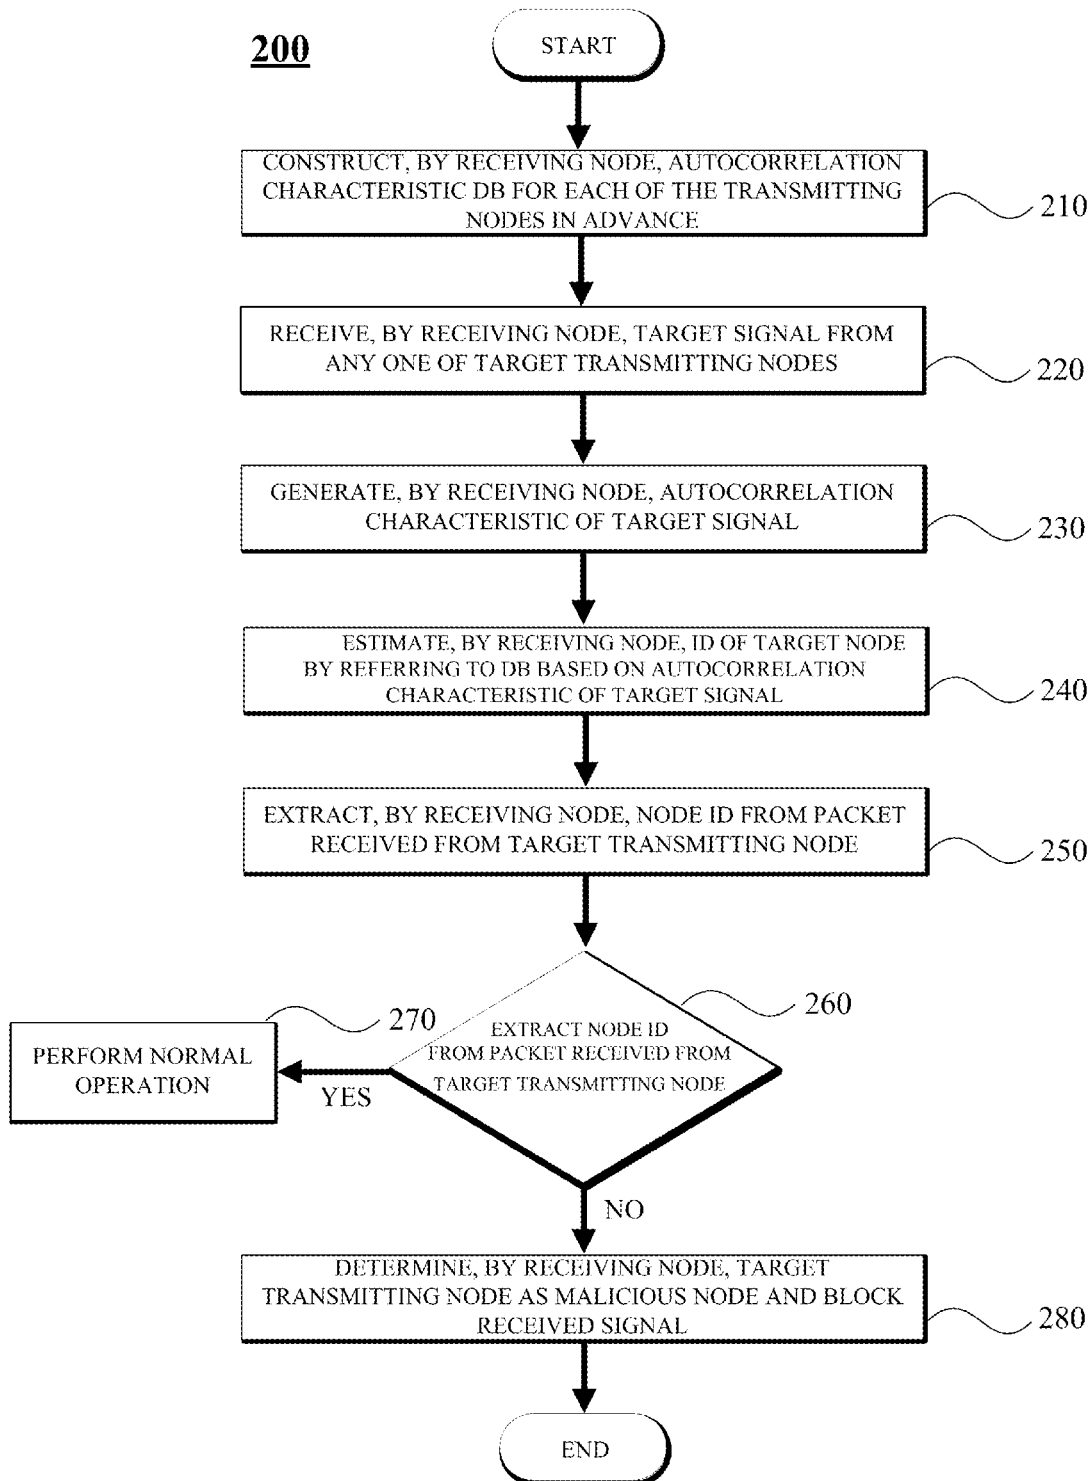 200
START
CONSTRUCT, BY RECEIVING NODE, AUTOCORRELATION
CHARACTERISTIC DB FOR EACH OF THE TRANSMITTING
NODES IN ADVANCE
210
RECEIVE, BY RECEIVING NODE, TARGET SIGNAL FROM
ANY ONE OF TARGET TRANSMITTING NODES
220
GENERATE, BY RECEIVING NODE, AUTOCORRELATION
CHARACTERISTIC OF TARGET SIGNAL
230
ESTIMATE, BY RECEIVING NODE, ID OF TARGET NODE
BY REFERRING TO DB BASED ON AUTOCORRELATION
CHARACTERISTIC OF TARGET SIGNAL
240
EXTRACT, BY RECEIVING NODE, NODE ID FROM PACKET
RECEIVED FROM TARGET TRANSMITTING NODE
250
260
EXTRACT NODE ID
FROM PACKET RECEIVED FROM
TARGET TRANSMITTING NODE
270
PERFORM NORMAL
OPERATION
YES
NO
DETERMINE, BY RECEIVING NODE, TARGET
TRANSMITTING NODE AS MALICIOUS NODE AND BLOCK
RECEIVED SIGNAL
280
END